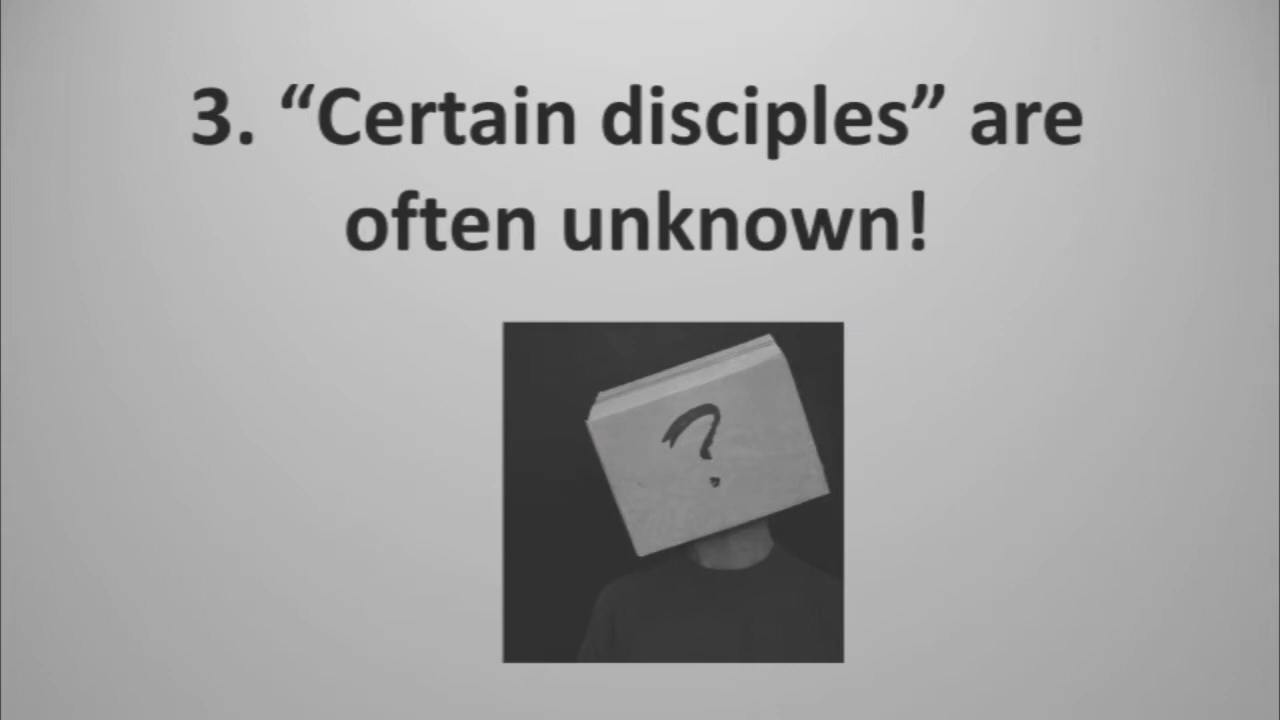 3. “Certain disciples” are
often unknown!
?